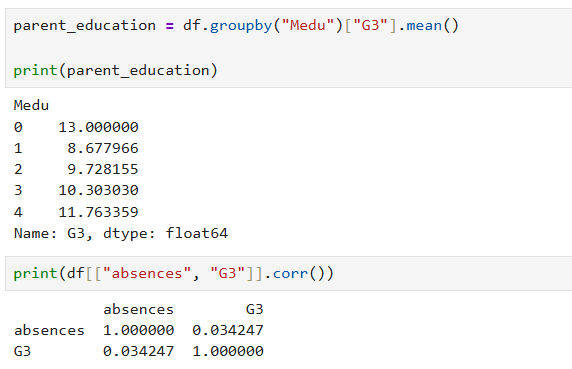 parent_education = df.groupby("Medu")["G3"].mean()
print(parent_education)
Medu
0    13.000000
1     8.677966
2     9.728155
3    10.303030
4    11.763359
Name: G3, dtype: float64
print(df[["absences", "G3"]].corr())
          absences        G3
absences  1.000000  0.034247
G3        0.034247  1.000000